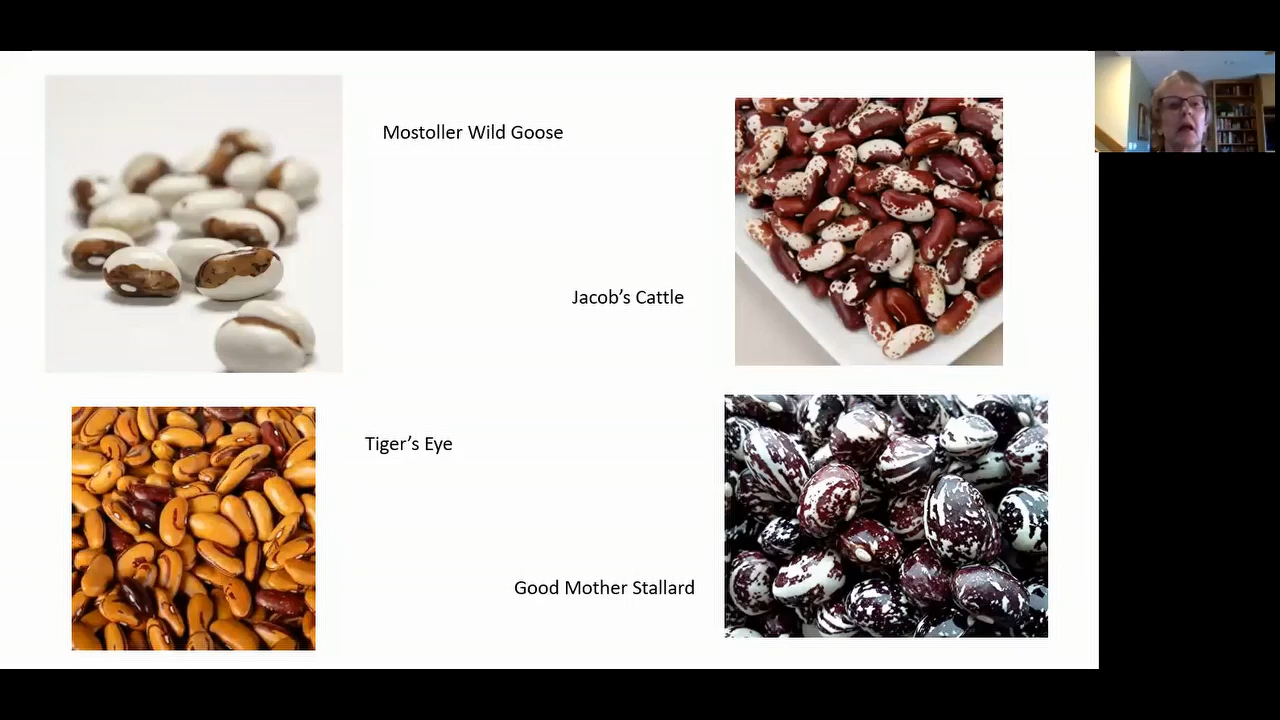 Mostoller Wild Goose
Jacob’s Cattle
Tiger’s Eye
Good Mother Stallard